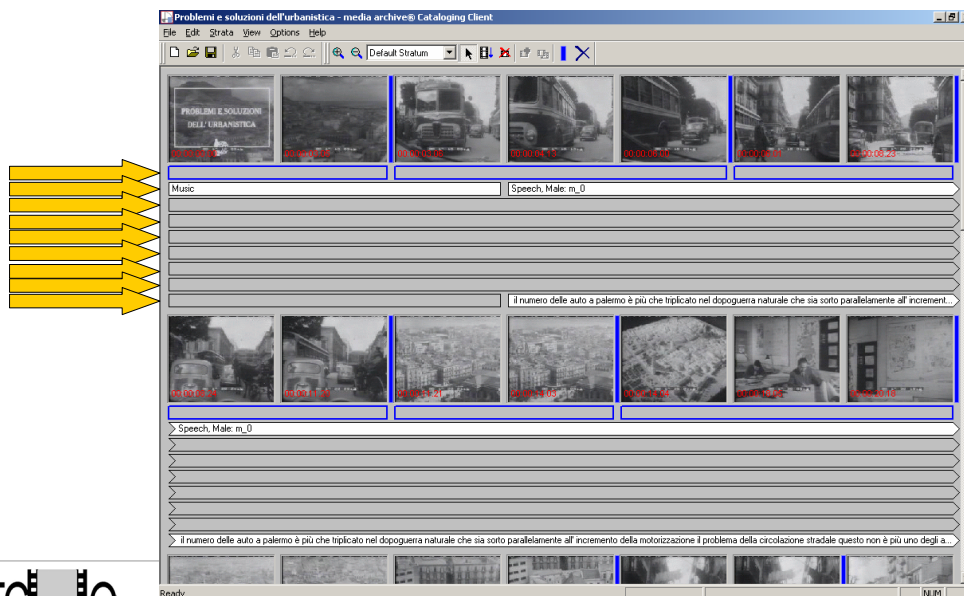 Problemi e soluzioni dell'urbanistica - media archive® Cataloging Client
File Edit Strata View Options Help
Default Stratum
PROBLEMI E SOLUZIONI
DELL' URBANISTICA
Music
Speech, Male: m_0
il numero delle auto a palermo è più che triplicato nel dopoguerra naturale che sia sorto parallelamente all' increment...
Speech, Male: m_0
il numero delle auto a palermo è più che triplicato nel dopoguerra naturale che sia sorto parallelamente all' incremento della motorizzazione il problema della circolazione stradale questo non è più uno degli a...
Ready
NUM